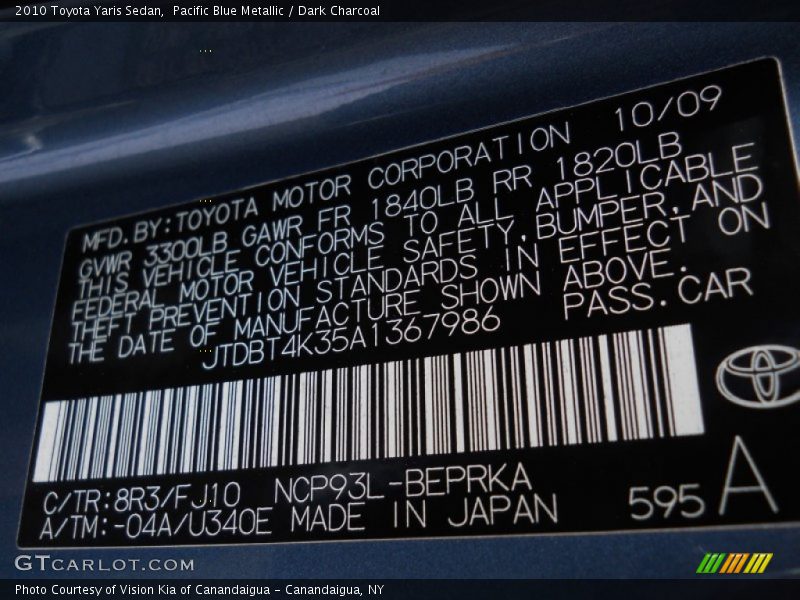 2010 Toyota Yaris Sedan,  Pacific Blue Metallic / Dark Charcoal
MFD.BY:TOYOTA MOTOR CORPORATION 10/09
GVWR 3300LB GAWR FR 1840LB RR 1820LB
THIS VEHICLE CONFORMS TO ALL APPLICABLE
FEDERAL MOTOR VEHICLE SAFETY,BUMPER,AND
THEFT PREVENTION STANDARDS IN EFFECT ON
THE DATE OF MANUFACTURE SHOWN ABOVE.
JTDBT4K35A1367986 PASS.CAR
C/TR:8R3/FJ10 NCP93L-BEPRKA
A/TM:-04A/U340E MADE IN JAPAN 595 A
GTCARLOT.COM
Photo Courtesy of Vision Kia of Canandaigua - Canandaigua, NY